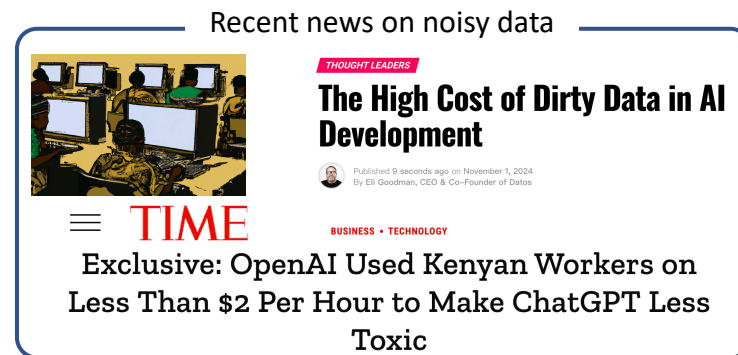 Recent news on noisy data
THOUGHT LEADERS
The High Cost of Dirty Data in AI
Development
Published 9 seconds ago on November 1, 2024
By Eli Goodman, CEO & Co-Founder of Datos
TIME
BUSINESS • TECHNOLOGY
Exclusive: OpenAI Used Kenyan Workers on
Less Than $2 Per Hour to Make ChatGPT Less
Toxic